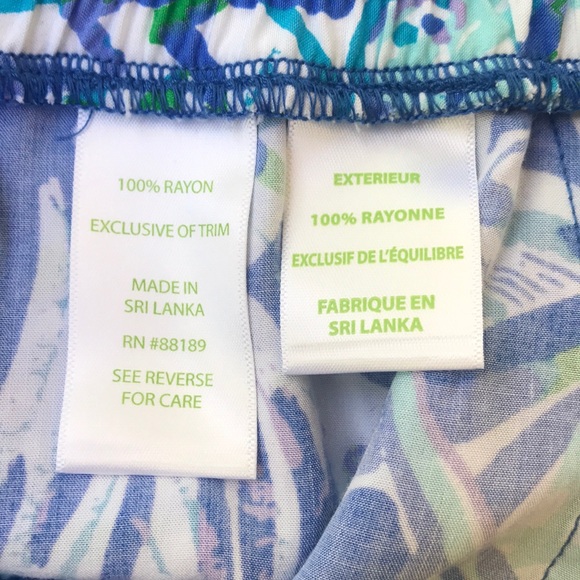 100% RAYON
EXCLUSIVE OF TRIM
MADE IN
SRI LANKA
RN #88189
SEE REVERSE
FOR CARE
EXTERIEUR
100% RAYONNE
EXCLUSIF DE L'ÉQUILIBRE
FABRIQUE EN
SRI LANKA